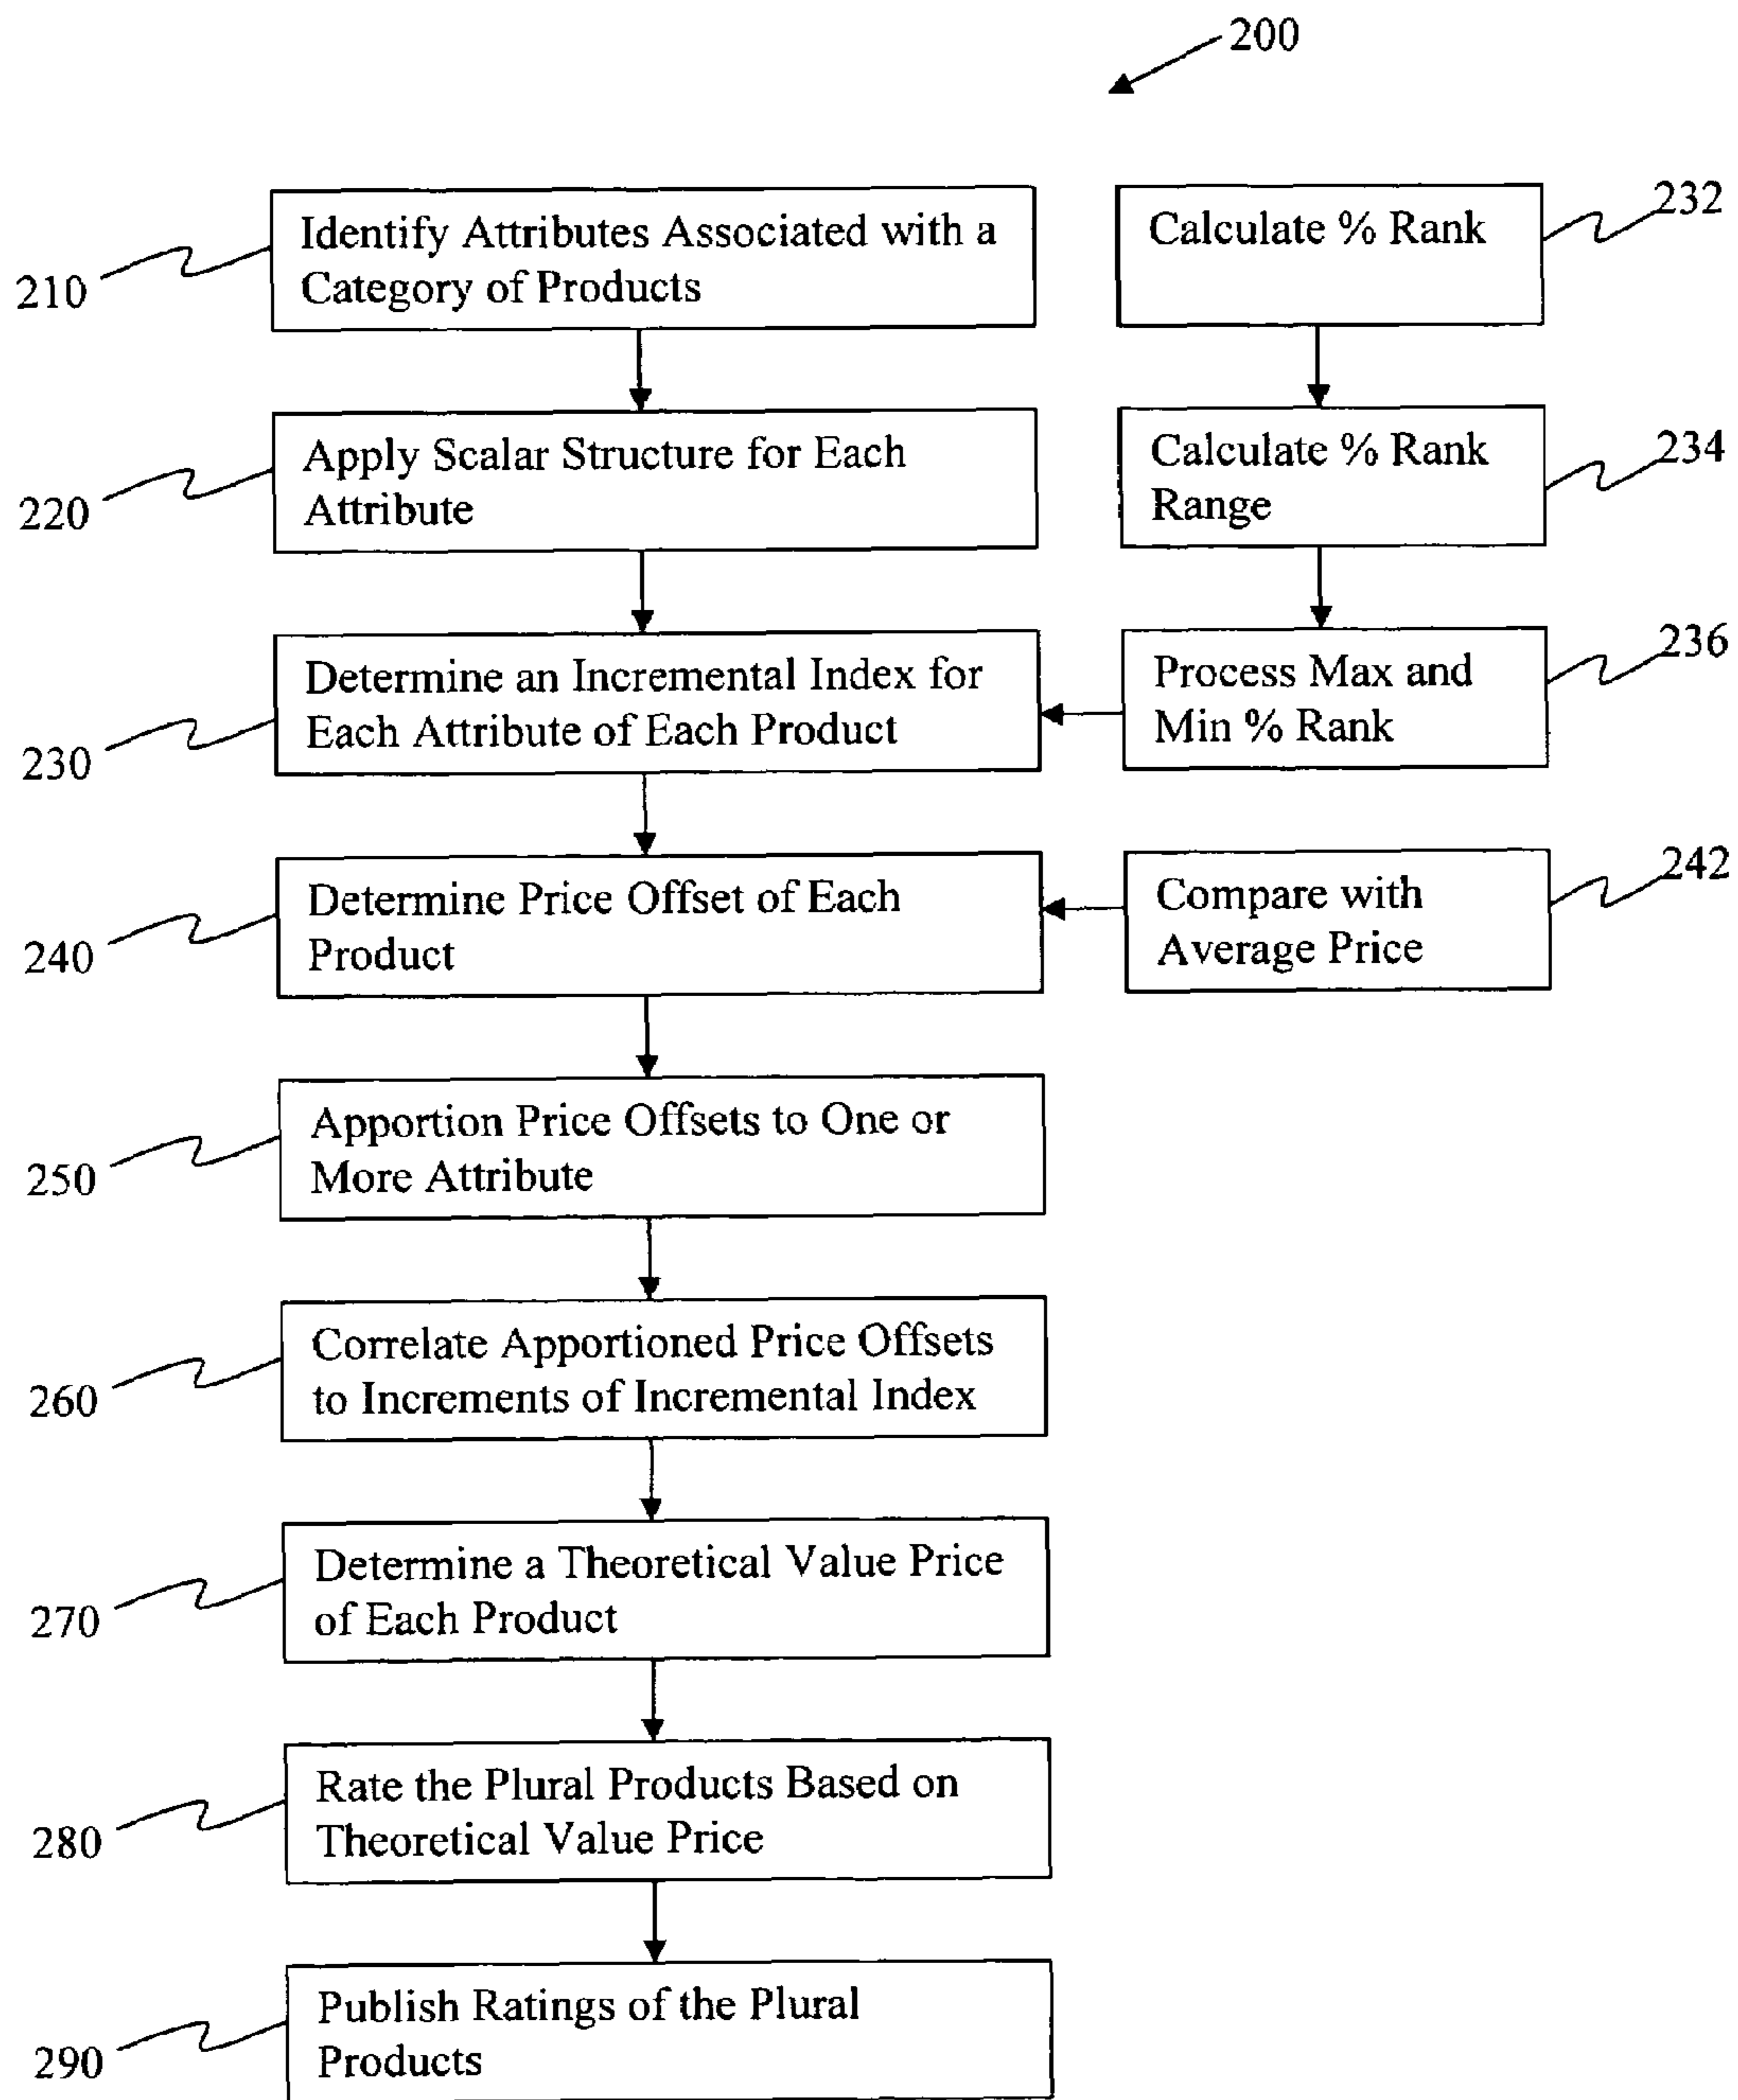 200
210
Identify Attributes Associated with a
Category of Products
220
Apply Scalar Structure for Each
Attribute
230
Determine an Incremental Index for
Each Attribute of Each Product
240
Determine Price Offset of Each
Product
250
Apportion Price Offsets to One or
More Attribute
260
Correlate Apportioned Price Offsets
to Increments of Incremental Index
270
Determine a Theoretical Value Price
of Each Product
280
Rate the Plural Products Based on
Theoretical Value Price
290
Publish Ratings of the Plural
Products
Calculate % Rank
232
Calculate % Rank
Range
234
Process Max and
Min % Rank
236
Compare with
Average Price
242